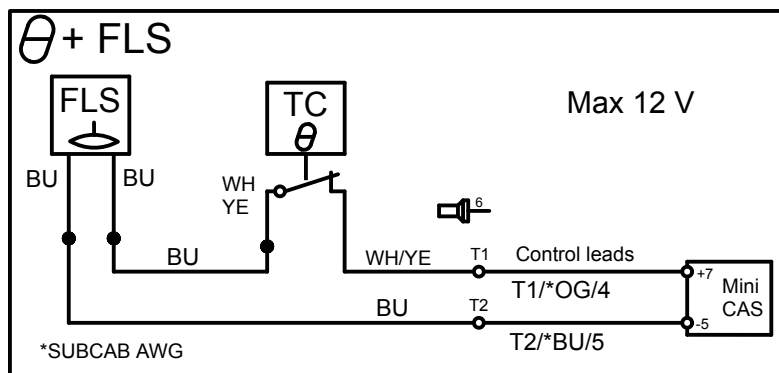 θ + FLS
FLS
TC
θ
Max 12 V
BU
BU
WH
YE
6
BU
WH/YE
T1
Control leads
+7
T1/*OG/4
Mini
CAS
BU
T2
-5
T2/*BU/5
*SUBCAB AWG